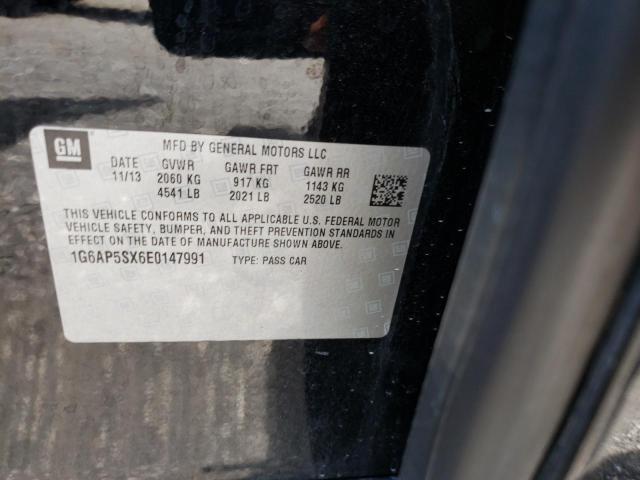 GM
MFD BY GENERAL MOTORS LLC
DATE GVWR GAWR FRT GAWR RR
11/13 2060 KG 917 KG 1143 KG
4541 LB 2021 LB 2520 LB
THIS VEHICLE CONFORMS TO ALL APPLICABLE U.S. FEDERAL MOTOR
VEHICLE SAFETY, BUMPER, AND THEFT PREVENTION STANDARDS
IN EFFECT ON THE DATE OF MANUFACTURE SHOWN ABOVE.
1G6AP5SX6E0147991 TYPE: PASS CAR